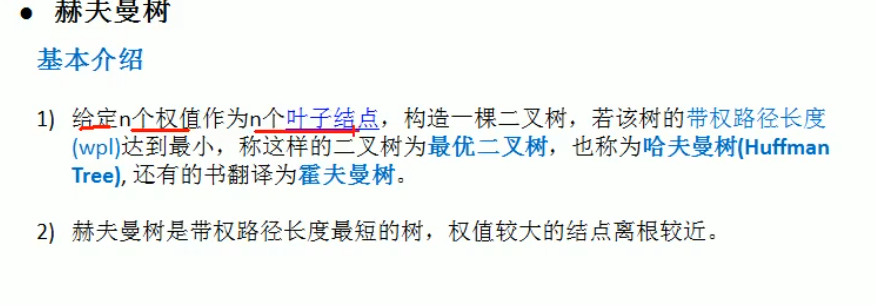 ● 赫夫曼树
基本介绍
1) 给定n个权值作为n个叶子结点，构造一棵二叉树，若该树的带权路径长度
(wpl)达到最小，称这样的二叉树为最优二叉树，也称为哈夫曼树(Huffman
Tree), 还有的书翻译为霍夫曼树。
2) 赫夫曼树是带权路径长度最短的树，权值较大的结点离根较近。